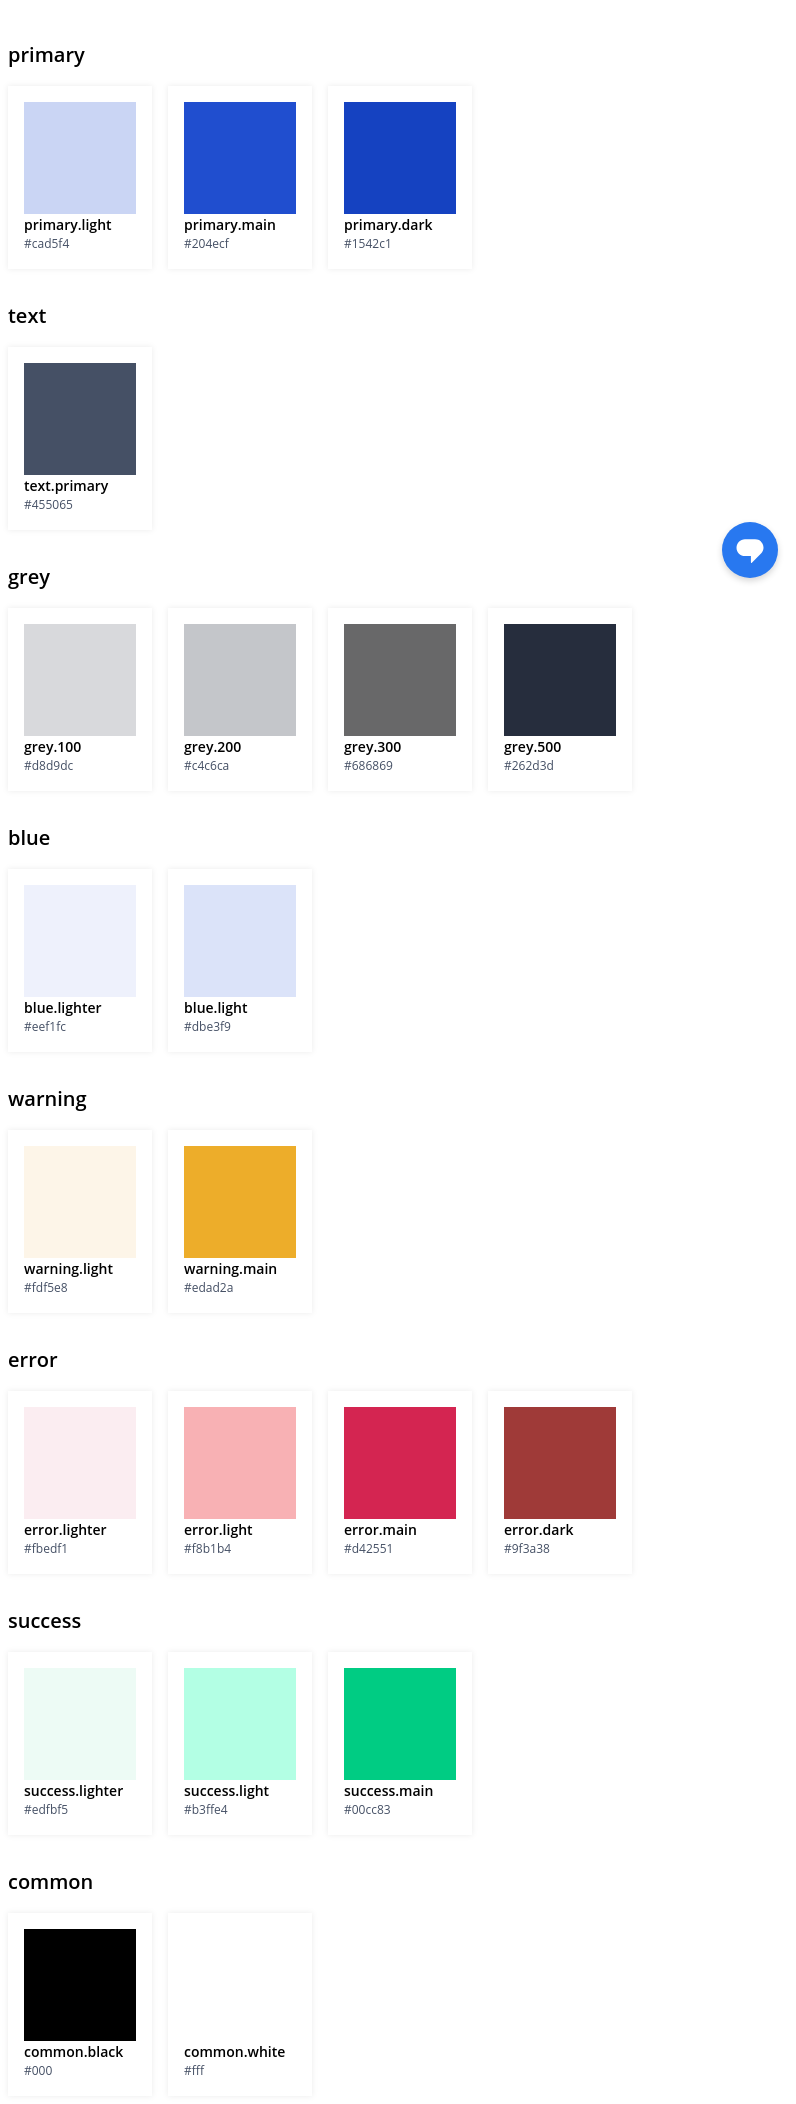 primary
primary.light
#cad5f4
primary.main
#204ecf
primary.dark
#1542c1
text
text.primary
#455065
grey
grey.100
#d8d9dc
grey.200
#c4c6ca
grey.300
#686869
grey.500
#262d3d
blue
blue.lighter
#eef1fc
blue.light
#dbe3f9
warning
warning.light
#fdf5e8
warning.main
#edad2a
error
error.lighter
#fbedf1
error.light
#f8b1b4
error.main
#d42551
error.dark
#9f3a38
success
success.lighter
#edfbf5
success.light
#b3ffe4
success.main
#00cc83
common
common.black
#000
common.white
#fff